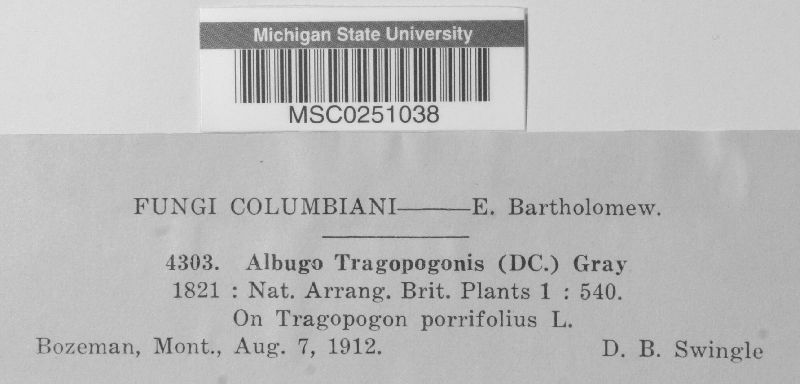 Michigan State University
MSC0251038
FUNGI COLUMBIANI——E. Bartholomew.
4303. Albugo Tragopogonis (DC.) Gray
1821 : Nat. Arrang. Brit. Plants 1 : 540.
On Tragopogon porrifolius L.
Bozeman, Mont., Aug. 7, 1912. D. B. Swingle